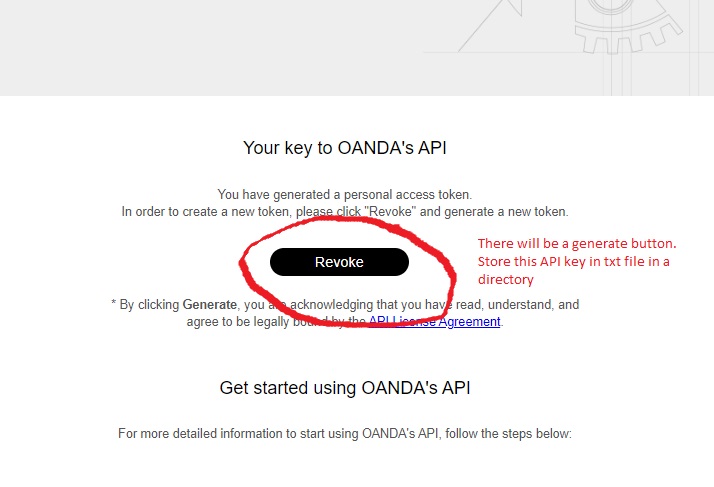 Your key to OANDA's API
You have generated a personal access token.
In order to create a new token, please click "Revoke" and generate a new token.
Revoke
There will be a generate button.
Store this API key in txt file in a
directory
* By clicking Generate, you are acknowledging that you have read, understand, and
agree to be legally bound by the API License Agreement.
Get started using OANDA's API
For more detailed information to start using OANDA's API, follow the steps below: